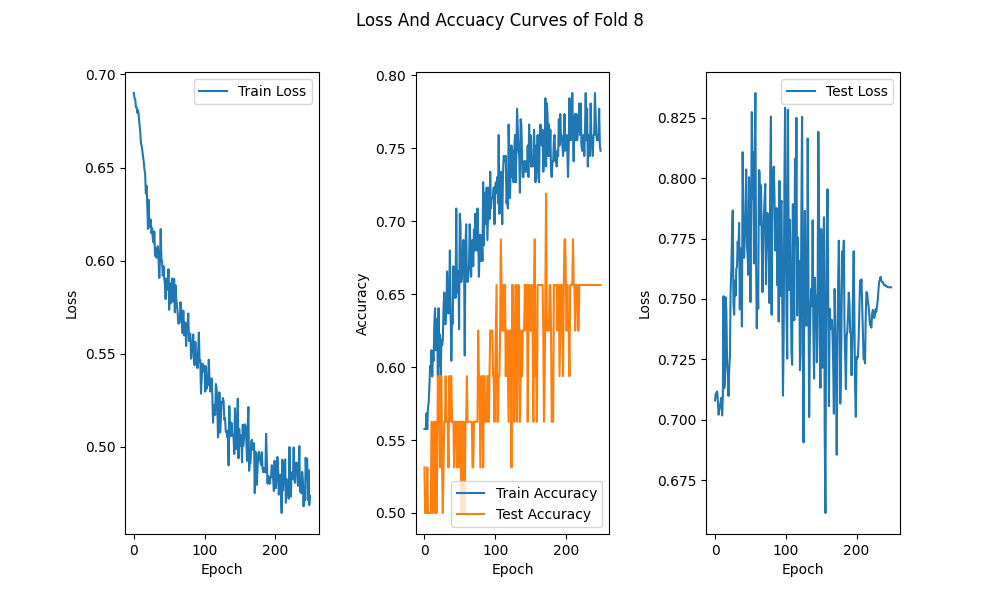 Loss And Accuacy Curves of Fold 8
0.70
0.65
0.60
0.55
0.50
Loss
0
100
200
Epoch
Train Loss
0.80
0.75
0.70
0.65
0.60
0.55
0.50
Accuracy
0
100
200
Epoch
Train Accuracy
Test Accuracy
0.825
0.800
0.775
0.750
0.725
0.700
0.675
Loss
0
100
200
Epoch
Test Loss